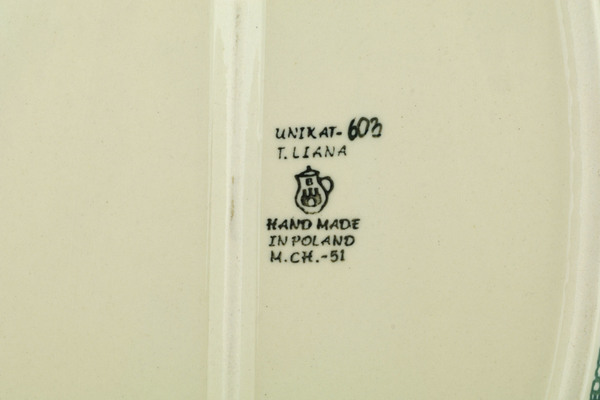 UNIKAT-603
T. LIANA
B
HAND MADE
IN POLAND
M.CH.-51